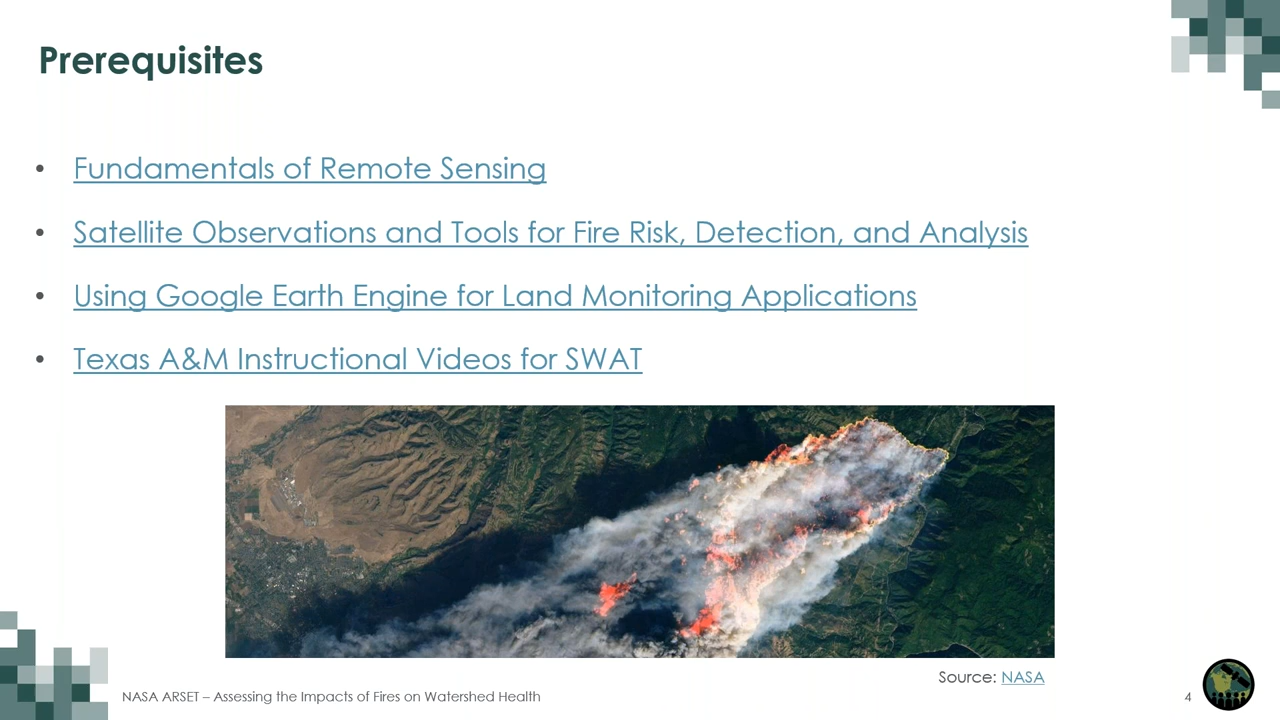 Prerequisites
• Fundamentals of Remote Sensing
• Satellite Observations and Tools for Fire Risk, Detection, and Analysis
• Using Google Earth Engine for Land Monitoring Applications
• Texas A&M Instructional Videos for SWAT
Source: NASA
NASA ARSET – Assessing the Impacts of Fires on Watershed Health
4